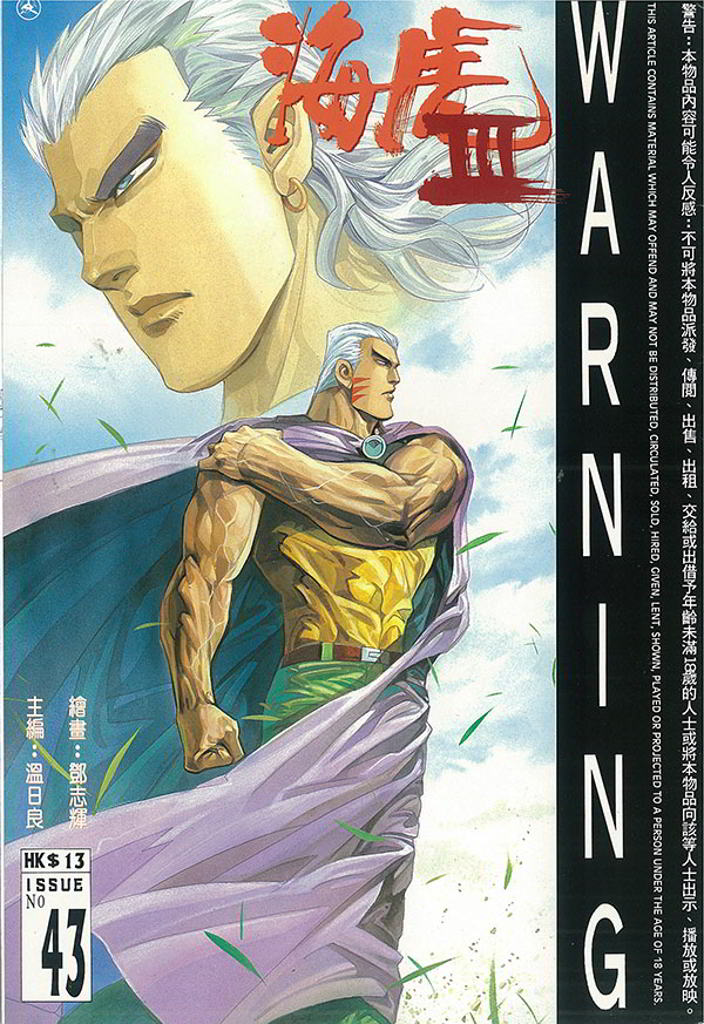 海虎
III
WARNING
THIS ARTICLE CONTAINS MATERIAL WHICH MAY OFFEND AND MAY NOT BE DISTRIBUTED, CIRCULATED, SOLD, HIRED, GIVEN, LENT, SHOWN, PLAYED OR PROJECTED TO A PERSON UNDER THE AGE OF 18 YEARS.
警告：本物品內容可能令人反感：不可將本物品派發、傳閱、出售、出租、交給或出借予年齡未滿18歲的人士或將本物品向該等人士出示、播放或放映。
繪畫：鄧志輝
主編：溫日良
HK$13
ISSUE
No
43